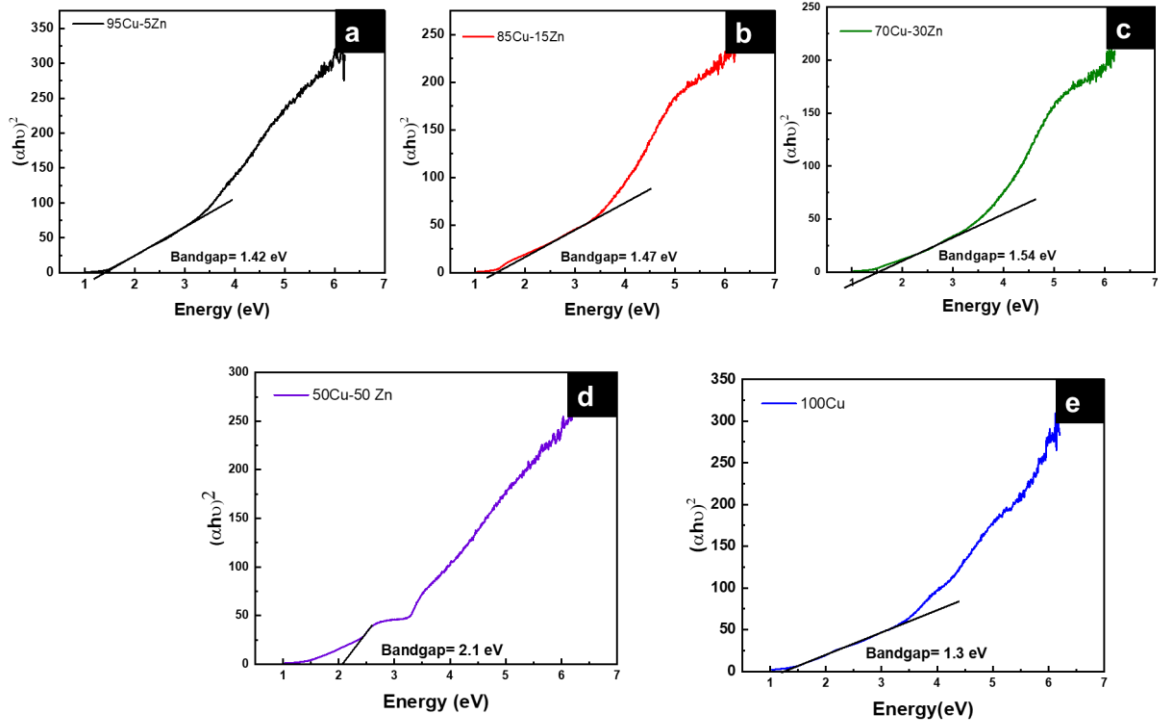 95Cu-5Zn
a
(αhυ)²
350
300
250
200
150
100
50
0
Bandgap= 1.42 eV
1 2 3 4 5 6 7
Energy (eV)
85Cu-15Zn
b
(αhυ)²
250
200
150
100
50
0
Bandgap= 1.47 eV
1 2 3 4 5 6 7
Energy (eV)
70Cu-30Zn
c
(αhυ)²
250
200
150
100
50
0
Bandgap= 1.54 eV
1 2 3 4 5 6 7
Energy (eV)
50Cu-50 Zn
d
(αhυ)²
300
250
200
150
100
50
0
Bandgap= 2.1 eV
1 2 3 4 5 6 7
Energy (eV)
100Cu
e
(αhυ)²
350
300
250
200
150
100
50
0
Bandgap= 1.3 eV
1 2 3 4 5 6 7
Energy(eV)